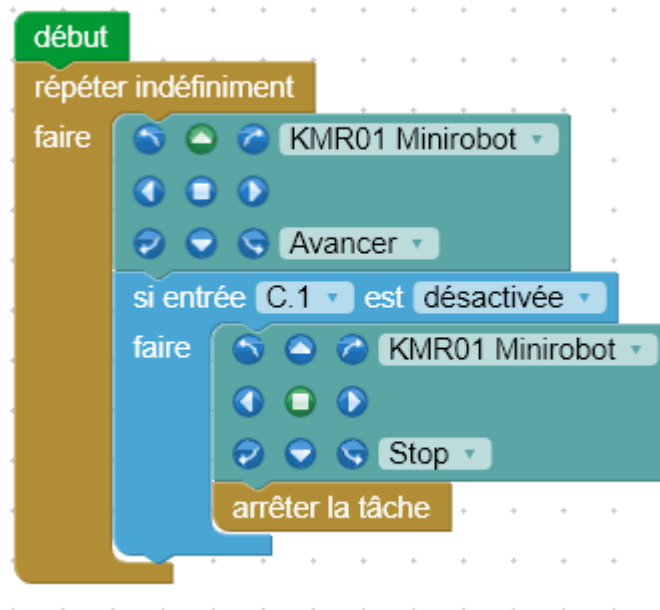 début
répéter indéfiniment
faire KMR01 Minirobot
Avancer
si entrée C.1 est désactivée
faire KMR01 Minirobot
Stop
arrêter la tâche